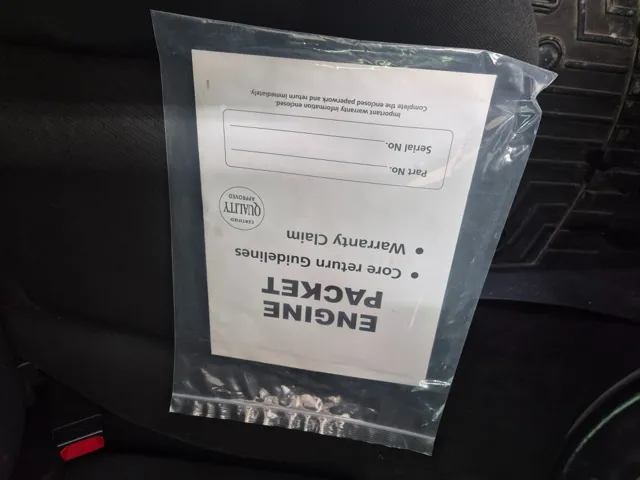 ENGINE
PACKET
• Core return Guidelines
• Warranty Claim
CERTIFIED
QUALITY
APPROVED
Part No.
Serial No.
Important warranty information enclosed.
Complete the enclosed paperwork and return immediately.